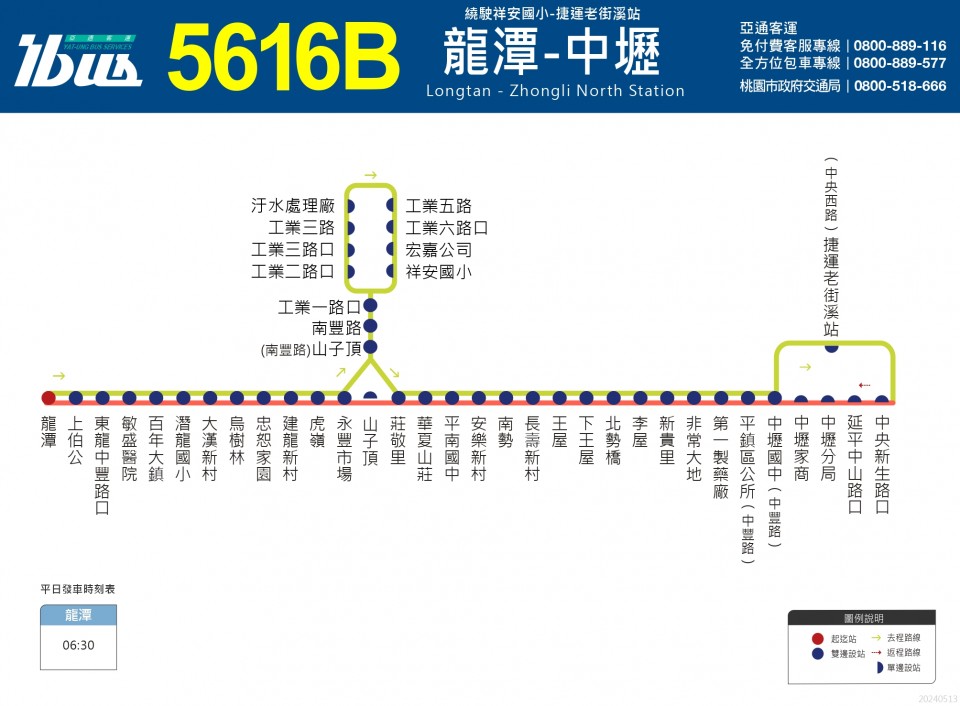 亞通客運
YAT-UNG BUS SERVICES
ibus
5616B
繞駛祥安國小-捷運老街溪站
龍潭-中壢
Longtan - Zhongli North Station
亞通客運
免付費客服專線｜0800-889-116
全方位包車專線｜0800-889-577
桃園市政府交通局｜0800-518-666
汙水處理廠
工業三路
工業三路口
工業二路口
工業五路
工業六路口
宏嘉公司
祥安國小
工業一路口
南豐路
(南豐路)山子頂
(中央西路)捷運老街溪站
龍潭
上伯公
東龍中豐路口
敏盛醫院
百年大鎮
潛龍國小
大漢新村
烏樹林
忠恕家園
建龍新村
虎嶺
永豐市場
山子頂
莊敬里
華夏山莊
平南國中
安樂新村
南勢
長壽新村
王屋
下王屋
北勢橋
李屋
新貴里
非常大地
第一製藥廠
平鎮區公所(中豐路)
中壢國中(中豐路)
中壢家商
中壢分局
延平中山路口
中央新生路口
平日發車時刻表
龍潭
06:30
圖例說明
起迄站
去程路線
雙邊設站
返程路線
單邊設站
20240513